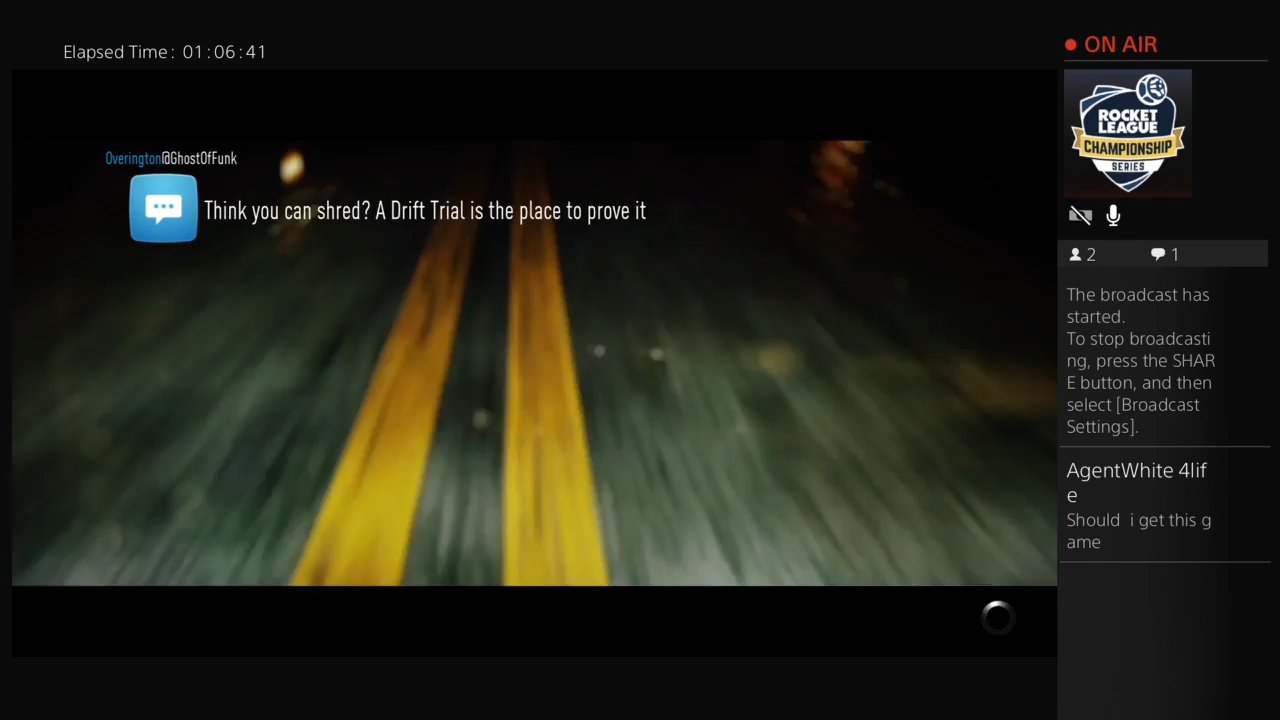 Elapsed Time: 01:06:41
ON AIR
ROCKET
LEAGUE
CHAMPIONSHIP
SERIES
Overington@GhostOfFunk
Think you can shred? A Drift Trial is the place to prove it
2 1
The broadcast has
started.
To stop broadcasti
ng, press the SHAR
E button, and then
select [Broadcast
Settings].
AgentWhite 4lif
e
Should i get this g
ame